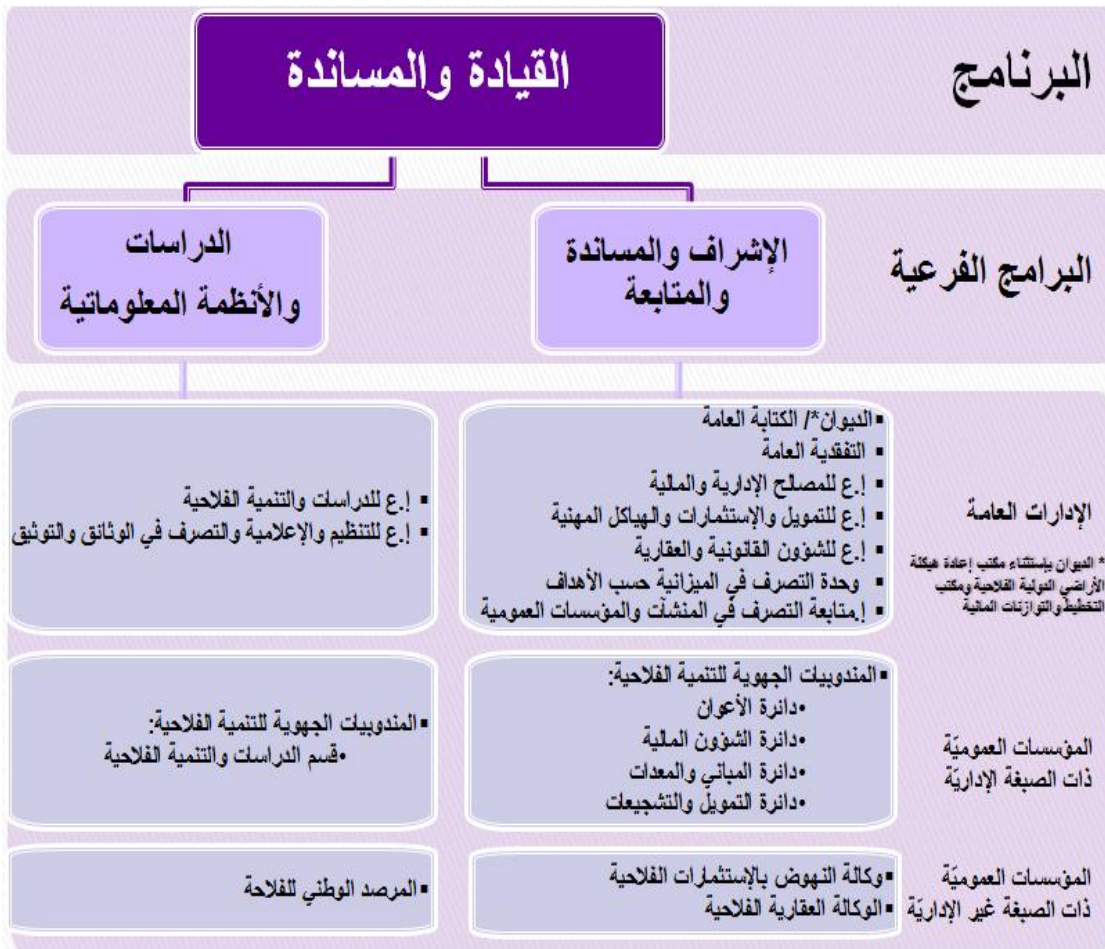 البرنامج
القيادة والمساندة
البرامج الفرعية
الإشراف والمساندة
والمتابعة
الدراسات
والأنظمة المعلوماتية
الإدارات العامة
* الديوان بإستثناء مكتب إعادة هيكلة
الأراضي الدولية الفلاحية ومكتب
التخطيط والتوازنات المالية
▪الديوان*/ الكتابة العامة
▪ التفقدية العامة
▪ إ.ع للمصالح الإدارية والمالية
▪ إ.ع للتمويل والإستثمارات والهياكل المهنية
▪ إ.ع للشؤون القانونية والعقارية
▪ وحدة التصرف في الميزانية حسب الأهداف
▪ إ.متابعة التصرف في المنشآت والمؤسسات العمومية
▪ إ.ع للدراسات والتنمية الفلاحية
▪ إ.ع للتنظيم والإعلامية والتصرف في الوثائق والتوثيق
المؤسسات العموميّة
ذات الصبغة الإداريّة
▪المندوبيات الجهوية للتنمية الفلاحية:
•دائرة الأعوان
•دائرة الشؤون المالية
•دائرة المباني والمعدات
•دائرة التمويل والتشجيعات
▪المندوبيات الجهوية للتنمية الفلاحية:
•قسم الدراسات والتنمية الفلاحية
المؤسسات العموميّة
ذات الصبغة غير الإداريّة
▪وكالة النهوض بالإستثمارات الفلاحية
▪الوكالة العقارية الفلاحية
▪المرصد الوطني للفلاحة